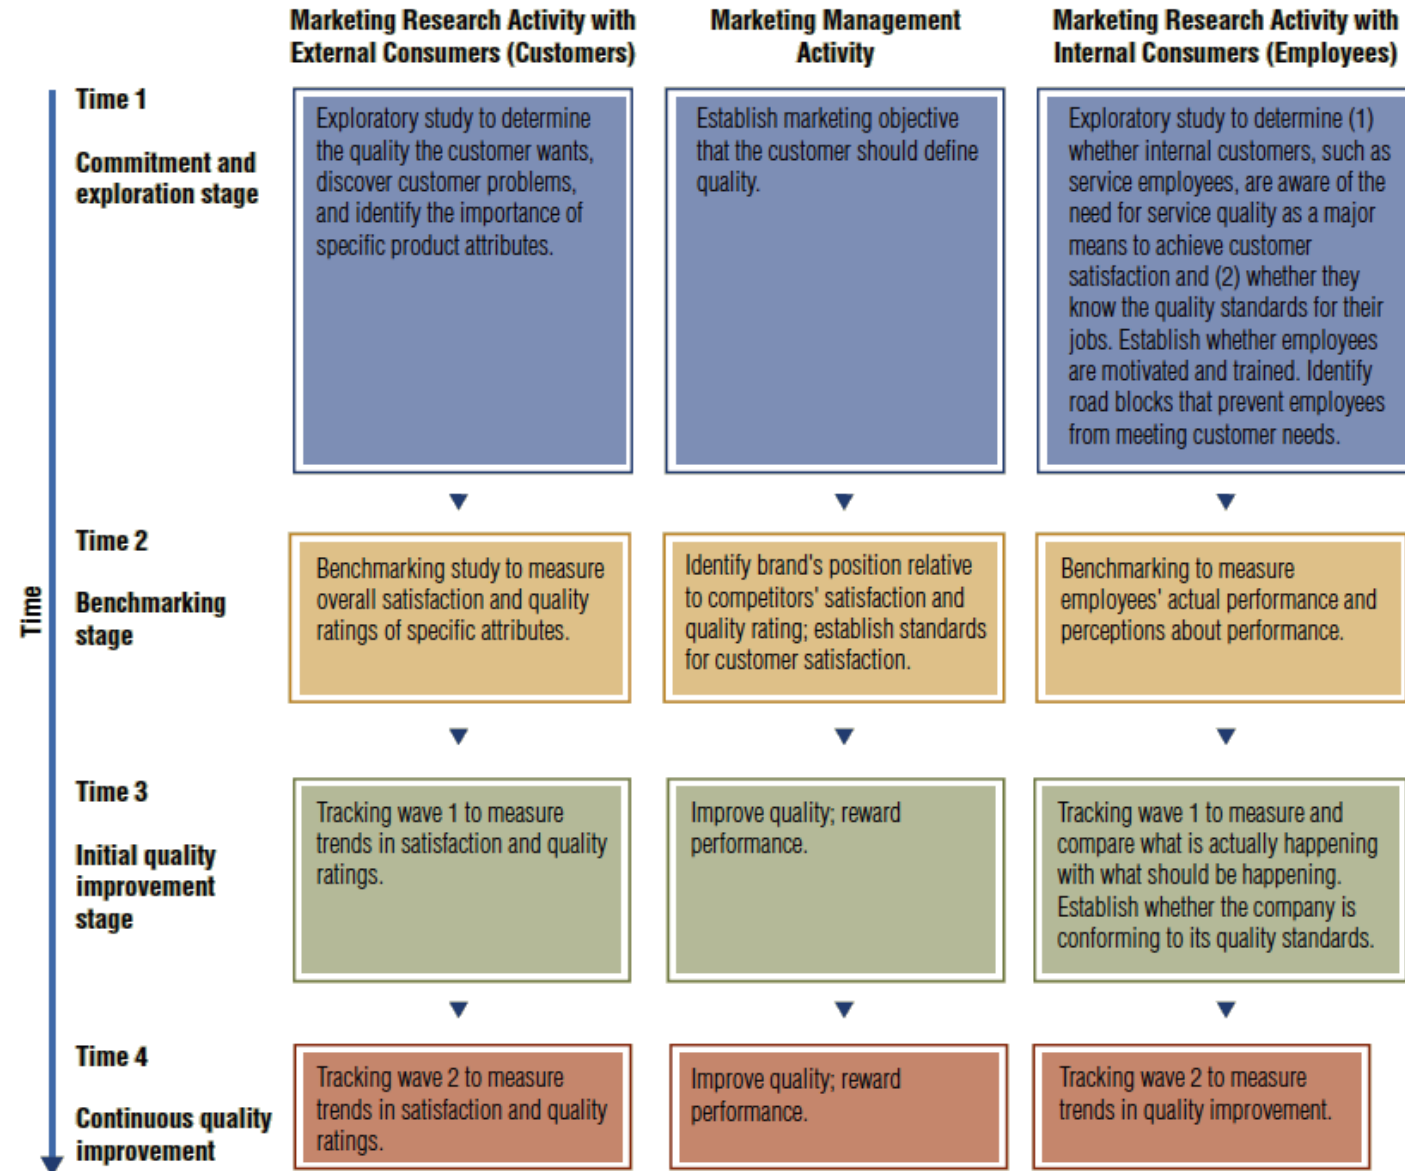 Marketing Research Activity with
External Consumers (Customers)
Marketing Management
Activity
Marketing Research Activity with
Internal Consumers (Employees)
Time
Time 1
Commitment and
exploration stage
Exploratory study to determine
the quality the customer wants,
discover customer problems,
and identify the importance of
specific product attributes.
Establish marketing objective
that the customer should define
quality.
Exploratory study to determine (1)
whether internal customers, such as
service employees, are aware of the
need for service quality as a major
means to achieve customer
satisfaction and (2) whether they
know the quality standards for their
jobs. Establish whether employees
are motivated and trained. Identify
road blocks that prevent employees
from meeting customer needs.
Time 2
Benchmarking
stage
Benchmarking study to measure
overall satisfaction and quality
ratings of specific attributes.
Identify brand's position relative
to competitors' satisfaction and
quality rating; establish standards
for customer satisfaction.
Benchmarking to measure
employees' actual performance and
perceptions about performance.
Time 3
Initial quality
improvement
stage
Tracking wave 1 to measure
trends in satisfaction and quality
ratings.
Improve quality; reward
performance.
Tracking wave 1 to measure and
compare what is actually happening
with what should be happening.
Establish whether the company is
conforming to its quality standards.
Time 4
Continuous quality
improvement
Tracking wave 2 to measure
trends in satisfaction and quality
ratings.
Improve quality; reward
performance.
Tracking wave 2 to measure
trends in quality improvement.